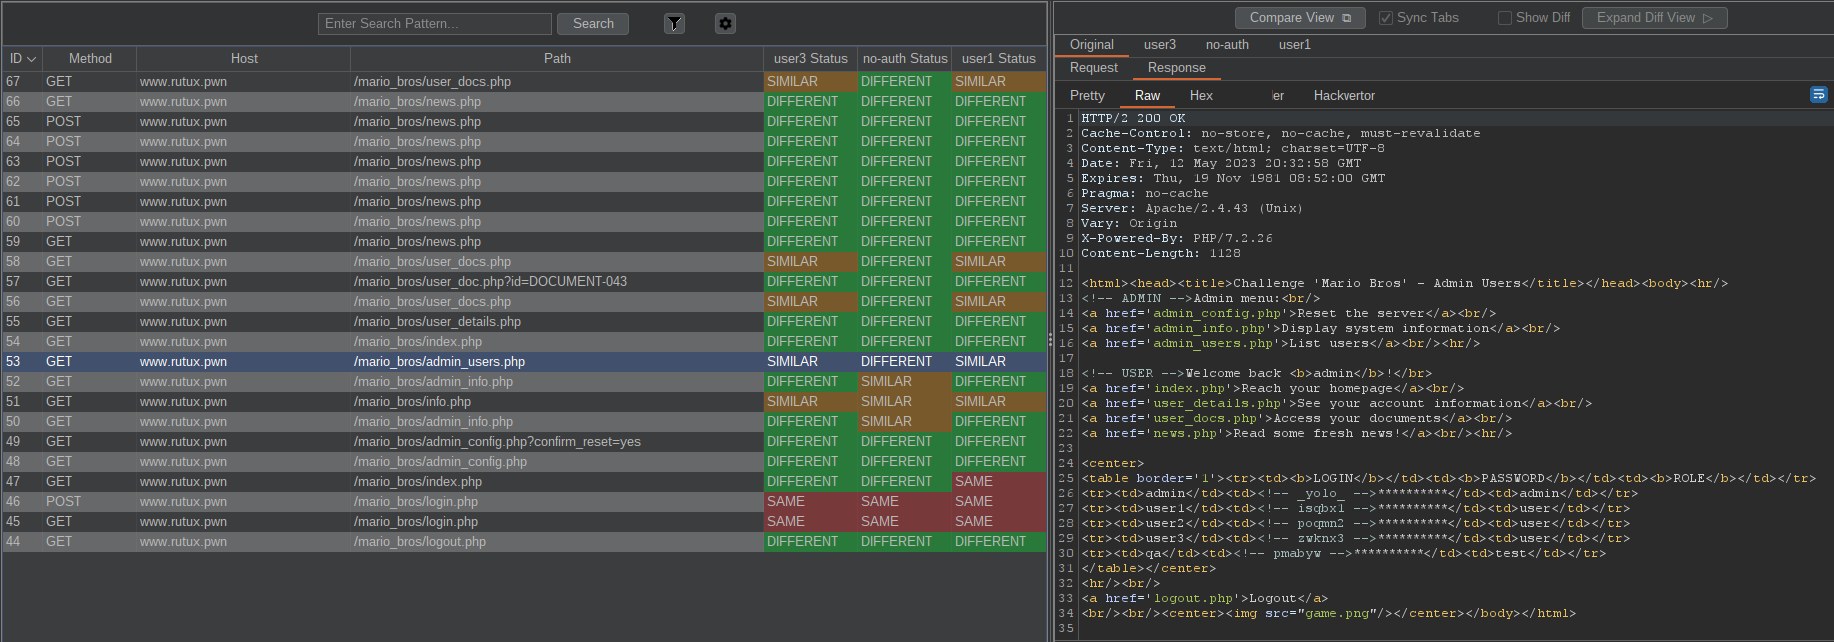 Enter Search Pattern... Search
ID Method Host Path user3 Status no-auth Status user1 Status
67 GET www.rutux.pwn /mario_bros/user_docs.php SIMILAR DIFFERENT SIMILAR
66 GET www.rutux.pwn /mario_bros/news.php DIFFERENT DIFFERENT DIFFERENT
65 POST www.rutux.pwn /mario_bros/news.php DIFFERENT DIFFERENT DIFFERENT
64 POST www.rutux.pwn /mario_bros/news.php DIFFERENT DIFFERENT DIFFERENT
63 POST www.rutux.pwn /mario_bros/news.php DIFFERENT DIFFERENT DIFFERENT
62 POST www.rutux.pwn /mario_bros/news.php DIFFERENT DIFFERENT DIFFERENT
61 POST www.rutux.pwn /mario_bros/news.php DIFFERENT DIFFERENT DIFFERENT
60 POST www.rutux.pwn /mario_bros/news.php DIFFERENT DIFFERENT DIFFERENT
59 GET www.rutux.pwn /mario_bros/news.php DIFFERENT DIFFERENT DIFFERENT
58 GET www.rutux.pwn /mario_bros/user_docs.php SIMILAR DIFFERENT SIMILAR
57 GET www.rutux.pwn /mario_bros/user_doc.php?id=DOCUMENT-043 DIFFERENT DIFFERENT DIFFERENT
56 GET www.rutux.pwn /mario_bros/user_docs.php SIMILAR DIFFERENT SIMILAR
55 GET www.rutux.pwn /mario_bros/user_details.php DIFFERENT DIFFERENT DIFFERENT
54 GET www.rutux.pwn /mario_bros/index.php DIFFERENT DIFFERENT DIFFERENT
53 GET www.rutux.pwn /mario_bros/admin_users.php SIMILAR DIFFERENT SIMILAR
52 GET www.rutux.pwn /mario_bros/admin_info.php DIFFERENT SIMILAR DIFFERENT
51 GET www.rutux.pwn /mario_bros/info.php SIMILAR SIMILAR SIMILAR
50 GET www.rutux.pwn /mario_bros/admin_info.php DIFFERENT SIMILAR DIFFERENT
49 GET www.rutux.pwn /mario_bros/admin_config.php?confirm_reset=yes DIFFERENT DIFFERENT DIFFERENT
48 GET www.rutux.pwn /mario_bros/admin_config.php DIFFERENT DIFFERENT DIFFERENT
47 GET www.rutux.pwn /mario_bros/index.php DIFFERENT DIFFERENT SAME
46 POST www.rutux.pwn /mario_bros/login.php SAME SAME SAME
45 GET www.rutux.pwn /mario_bros/login.php SAME SAME SAME
44 GET www.rutux.pwn /mario_bros/logout.php DIFFERENT DIFFERENT DIFFERENT
Compare View Sync Tabs Show Diff Expand Diff View
Original user3 no-auth user1
Request Response
Pretty Raw Hex er Hackvertor
1 HTTP/2 200 OK
2 Cache-Control: no-store, no-cache, must-revalidate
3 Content-Type: text/html; charset=UTF-8
4 Date: Fri, 12 May 2023 20:32:58 GMT
5 Expires: Thu, 19 Nov 1981 08:52:00 GMT
6 Pragma: no-cache
7 Server: Apache/2.4.43 (Unix)
8 Vary: Origin
9 X-Powered-By: PHP/7.2.26
10 Content-Length: 1128
11
12 <html><head><title>Challenge 'Mario Bros' - Admin Users</title></head><body><hr/>
13 <!-- ADMIN -->Admin menu:<br/>
14 <a href='admin_config.php'>Reset the server</a><br/>
15 <a href='admin_info.php'>Display system information</a><br/>
16 <a href='admin_users.php'>List users</a><br/><hr/>
17
18 <!-- USER -->Welcome back <b>admin</b>!</br>
19 <a href='index.php'>Reach your homepage</a><br/>
20 <a href='user_details.php'>See your account information</a><br/>
21 <a href='user_docs.php'>Access your documents</a><br/>
22 <a href='news.php'>Read some fresh news!</a><br/><hr/>
23
24 <center>
25 <table border='1'><tr><td><b>LOGIN</b></td><td><b>PASSWORD</b></td><td><b>ROLE</b></td></tr>
26 <tr><td>admin</td><td><!-- _yolo_ -->**********</td><td>admin</td></tr>
27 <tr><td>user1</td><td><!-- isqbx1 -->**********</td><td>user</td></tr>
28 <tr><td>user2</td><td><!-- poqmn2 -->**********</td><td>user</td></tr>
29 <tr><td>user3</td><td><!-- zwknx3 -->**********</td><td>user</td></tr>
30 <tr><td>qa</td><td><!-- pmabyw -->**********</td><td>test</td></tr>
31 </table></center>
32 <hr/><br/>
33 <a href='logout.php'>Logout</a>
34 <br/><br/><center><img src="game.png"/></center></body></html>
35